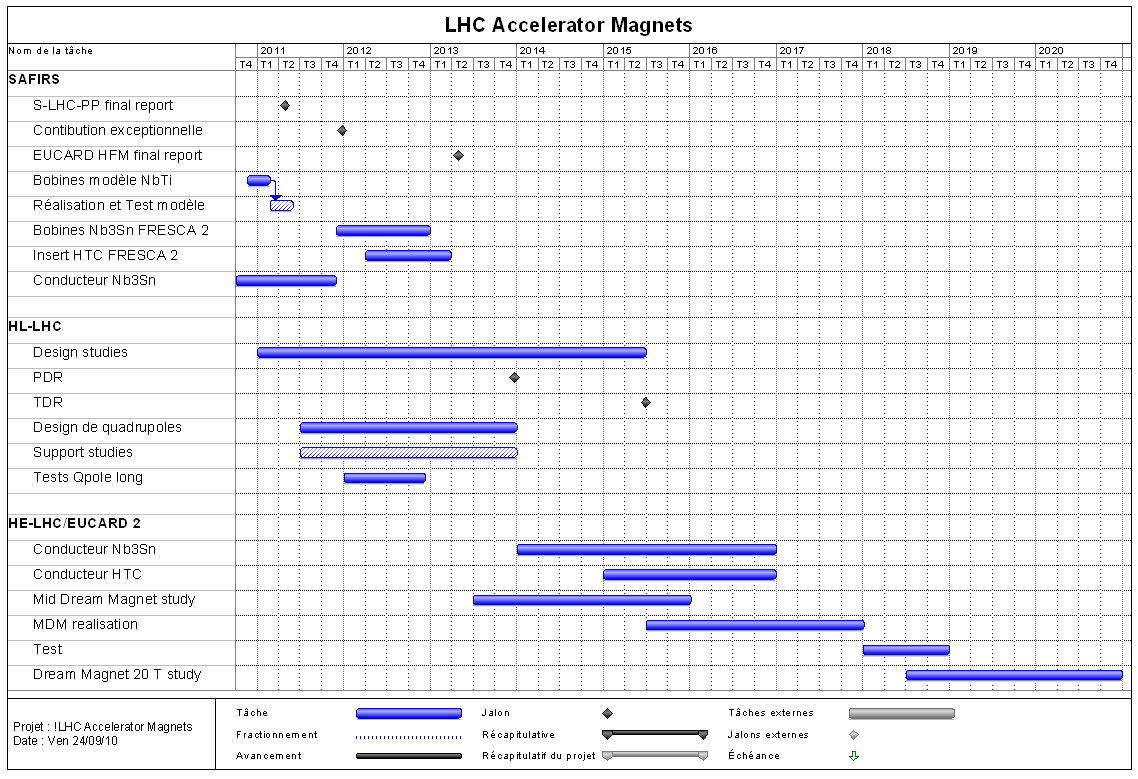 LHC Accelerator Magnets
Nom de la tâche
2011 2012 2013 2014 2015 2016 2017 2018 2019 2020
T4 T1 T2 T3 T4 T1 T2 T3 T4 T1 T2 T3 T4 T1 T2 T3 T4 T1 T2 T3 T4 T1 T2 T3 T4 T1 T2 T3 T4 T1 T2 T3 T4 T1 T2 T3 T4 T1 T2 T3 T4
SAFIRS
S-LHC-PP final report
Contibution exceptionnelle
EUCARD HFM final report
Bobines modèle NbTi
Réalisation et Test modèle
Bobines Nb3Sn FRESCA 2
Insert HTC FRESCA 2
Conducteur Nb3Sn
HL-LHC
Design studies
PDR
TDR
Design de quadrupoles
Support studies
Tests Qpole long
HE-LHC/EUCARD 2
Conducteur Nb3Sn
Conducteur HTC
Mid Dream Magnet study
MDM realisation
Test
Dream Magnet 20 T study
Projet : !LHC Accelerator Magnets
Date : Ven 24/09/10
Tâche
Fractionnement
Avancement
Jalon
Récapitulative
Récapitulatif du projet
Tâches externes
Jalons externes
Échéance